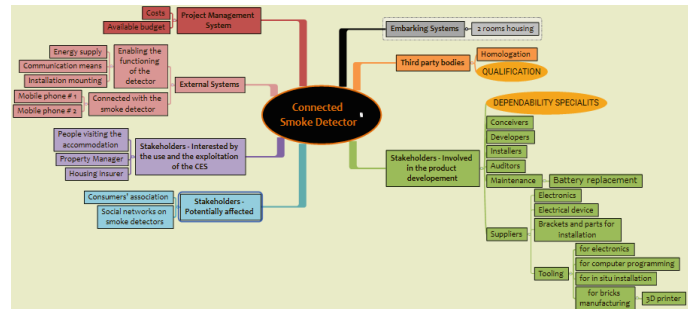 Costs
Available budget
Project Management
System
Energy supply
Communication means
Installation mounting
Enabling the
functioning
of the
detector
Mobile phone # 1
Mobile phone # 2
Connected with the
smoke detector
External Systems
People visiting the
accommodation
Property Manager
Housing Insurer
Stakeholders - Interested by
the use and the exploitation
of the CES
Consumers' association
Social networks on
smoke detectors
Stakeholders -
Potentially affected
Connected
Smoke Detector
Embarking Systems
2 rooms housing
Third party bodies
Homologation
QUALIFICATION
Stakeholders - Involved
in the product
developement
DEPENDABILITY SPECIALITS
Conceivers
Developers
Installers
Auditors
Maintenance
Battery replacement
Suppliers
Electronics
Electrical device
Brackets and parts for
installation
Tooling
for electronics
for computer programming
for in situ installation
for bricks
manufacturing
3D printer